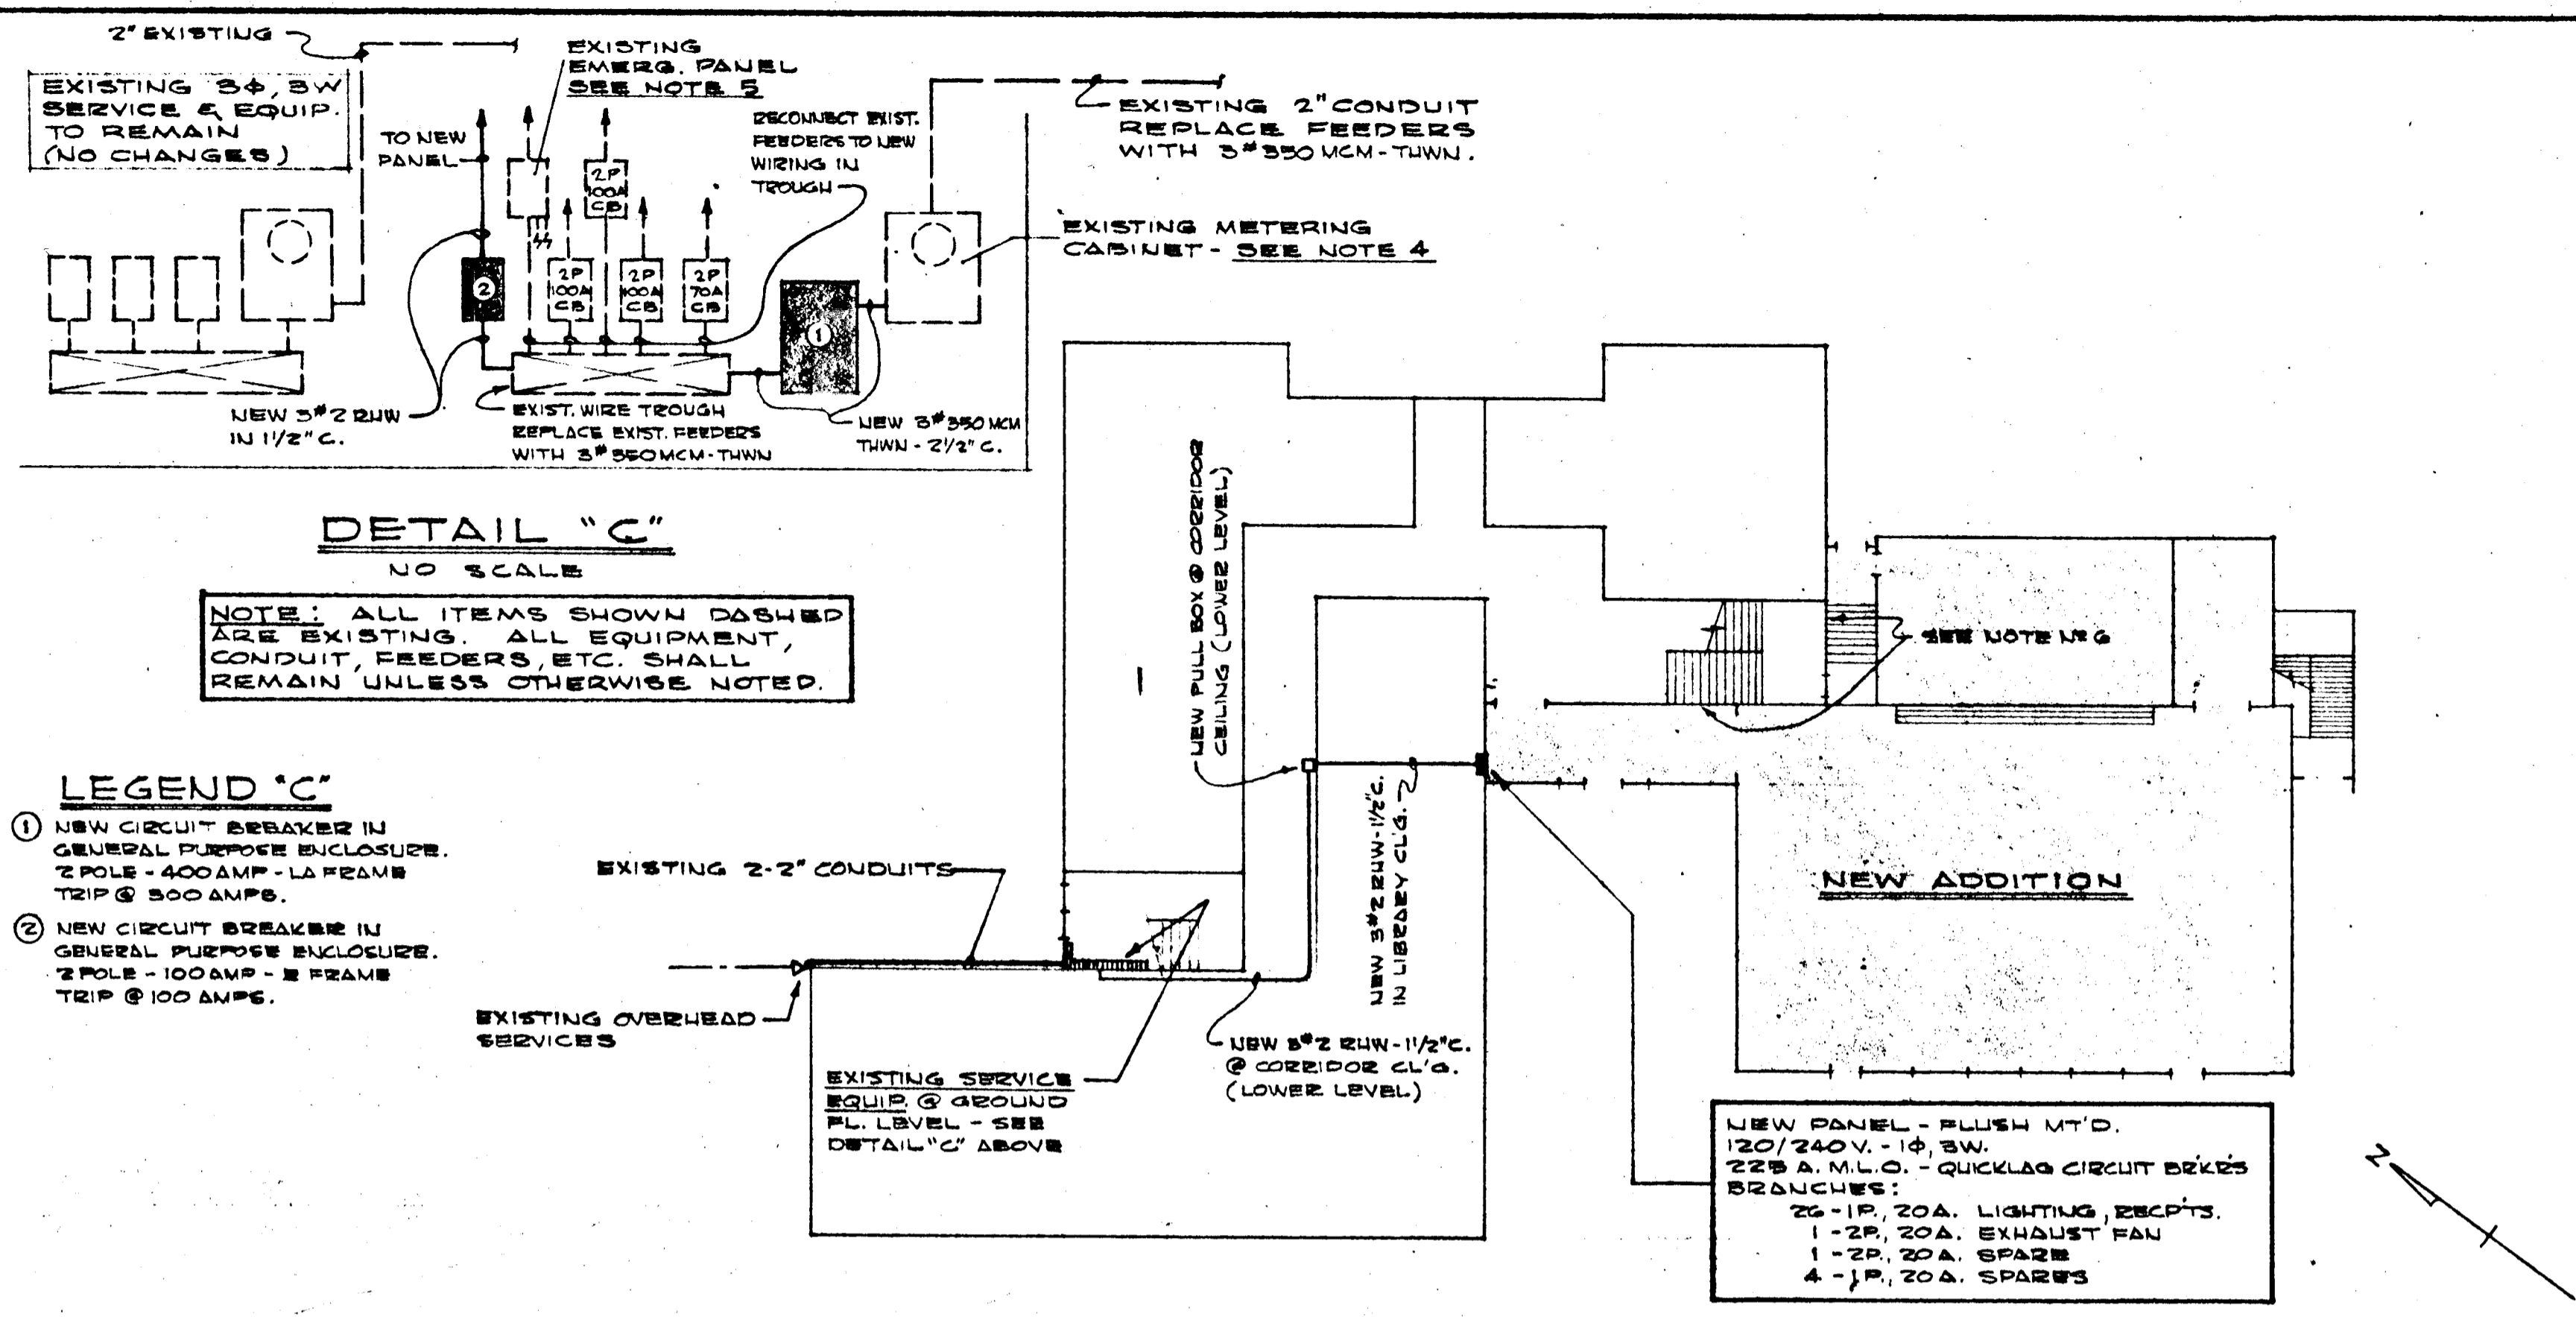 2" EXISTING
EXISTING 3Φ, 3W
SERVICE & EQUIP.
TO REMAIN
(NO CHANGES)
TO NEW
PANEL
EXISTING
EMERG. PANEL
SEE NOTE 5
RECONNECT EXIST.
FEEDERS TO NEW
WIRING IN
TROUGH
EXISTING 2" CONDUIT
REPLACE FEEDERS
WITH 3#350 MCM-THWN.
EXISTING METERING
CABINET - SEE NOTE 4
2P
100A
CB
2P
100A
CB
2P
100A
CB
2P
70A
CB
2
1
NEW 3#2 RHW
IN 1 1/2" C.
EXIST. WIRE TROUGH
REPLACE EXIST. FEEDERS
WITH 3#350MCM-THWN
NEW 3#350 MCM
THWN - 2 1/2" C.
DETAIL "C"
NO SCALE
NOTE: ALL ITEMS SHOWN DASHED
ARE EXISTING. ALL EQUIPMENT,
CONDUIT, FEEDERS, ETC. SHALL
REMAIN UNLESS OTHERWISE NOTED.
LEGEND "C"
1 NEW CIRCUIT BREAKER IN
GENERAL PURPOSE ENCLOSURE.
2 POLE - 400 AMP - LA FRAME
TRIP @ 300 AMPS.
2 NEW CIRCUIT BREAKER IN
GENERAL PURPOSE ENCLOSURE.
2 POLE - 100 AMP - E FRAME
TRIP @ 100 AMPS.
NEW PULL BOX @ CORRIDOR
CEILING (LOWER LEVEL)
SEE NOTE Nº 6
NEW 3#2 RHW-1 1/2"C.
IN LIBRARY CL'G.
EXISTING 2-2" CONDUITS
NEW ADDITION
EXISTING OVERHEAD
SERVICES
NEW 3#2 RHW-1 1/2"C.
@ CORRIDOR CL'G.
(LOWER LEVEL)
EXISTING SERVICE
EQUIP. @ GROUND
FL. LEVEL - SEE
DETAIL "C" ABOVE
NEW PANEL - FLUSH MT'D.
120/240 V. - 1Φ, 3W.
225 A. M.L.O. - QUICKLAG CIRCUIT BRK'RS
BRANCHES:
26 - 1P., 20A. LIGHTING, RECPT'S.
1 - 2P., 20A. EXHAUST FAN
1 - 2P., 20A. SPARE
4 - 1P., 20A. SPARES
N